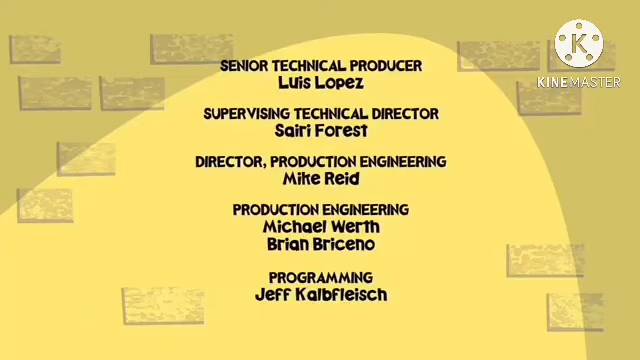 SENIOR TECHNICAL PRODUCER
Luis Lopez
SUPERVISING TECHNICAL DIRECTOR
Sairi Forest
DIRECTOR, PRODUCTION ENGINEERING
Mike Reid
PRODUCTION ENGINEERING
Michael Werth
Brian Briceno
PROGRAMMING
Jeff Kalbfleisch
K
KINEMASTER